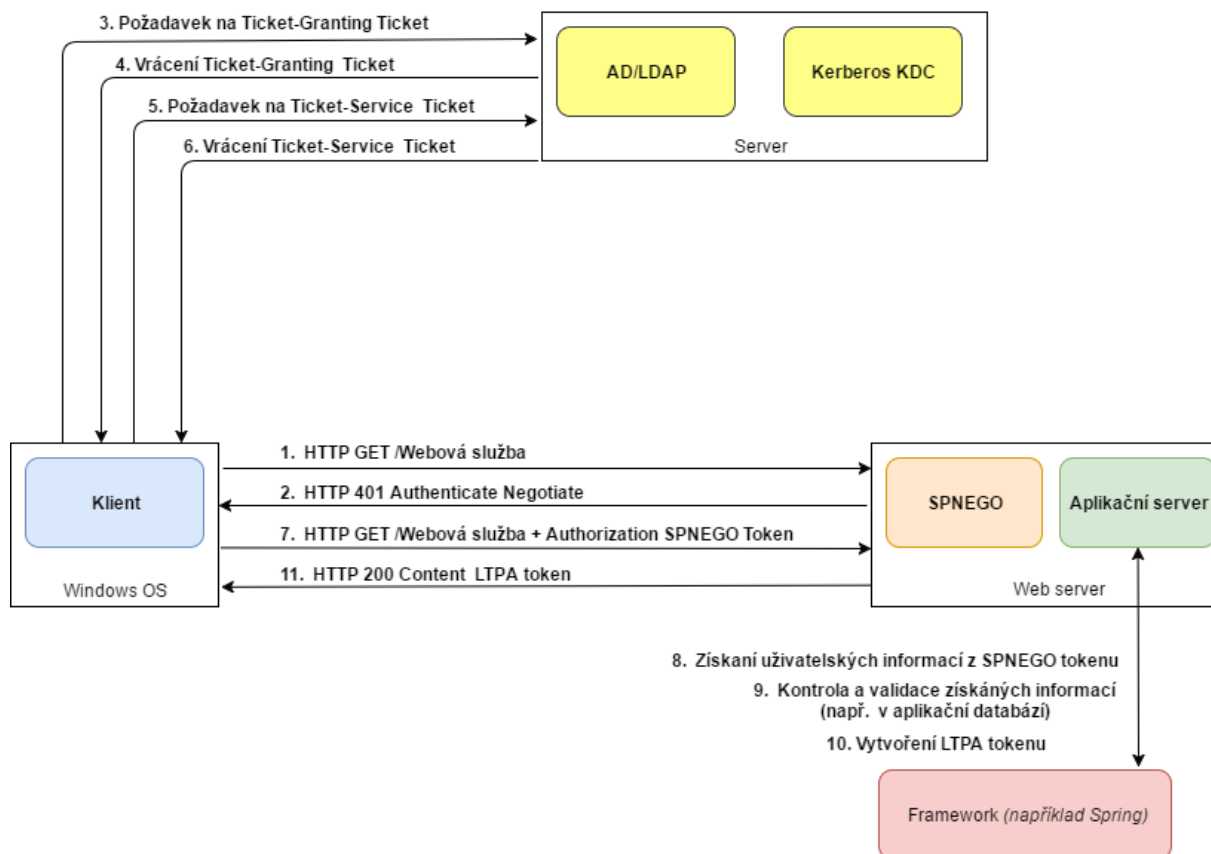 3. Požadavek na Ticket-Granting Ticket
4. Vrácení Ticket-Granting Ticket
5. Požadavek na Ticket-Service Ticket
6. Vrácení Ticket-Service Ticket
AD/LDAP
Kerberos KDC
Server
Klient
Windows OS
1. HTTP GET /Webová služba
2. HTTP 401 Authenticate Negotiate
7. HTTP GET /Webová služba + Authorization SPNEGO Token
11. HTTP 200 Content LTPA token
SPNEGO
Aplikační server
Web server
8. Získaní uživatelských informací z SPNEGO tokenu
9. Kontrola a validace získáných informací
(např. v aplikační databází)
10. Vytvoření LTPA tokenu
Framework (například Spring)